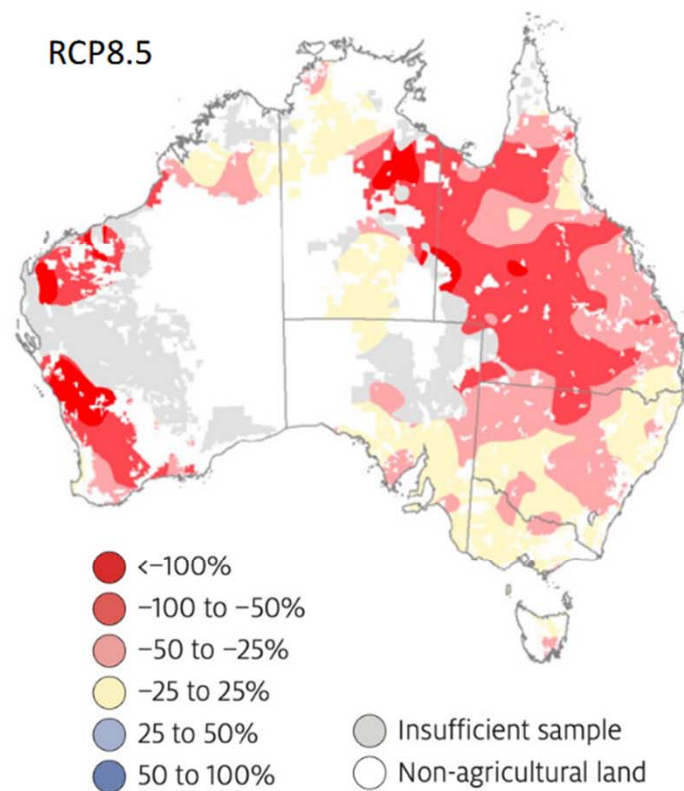 RCP8.5
<–100%
–100 to –50%
–50 to –25%
–25 to 25%
25 to 50%
50 to 100%
Insufficient sample
Non-agricultural land